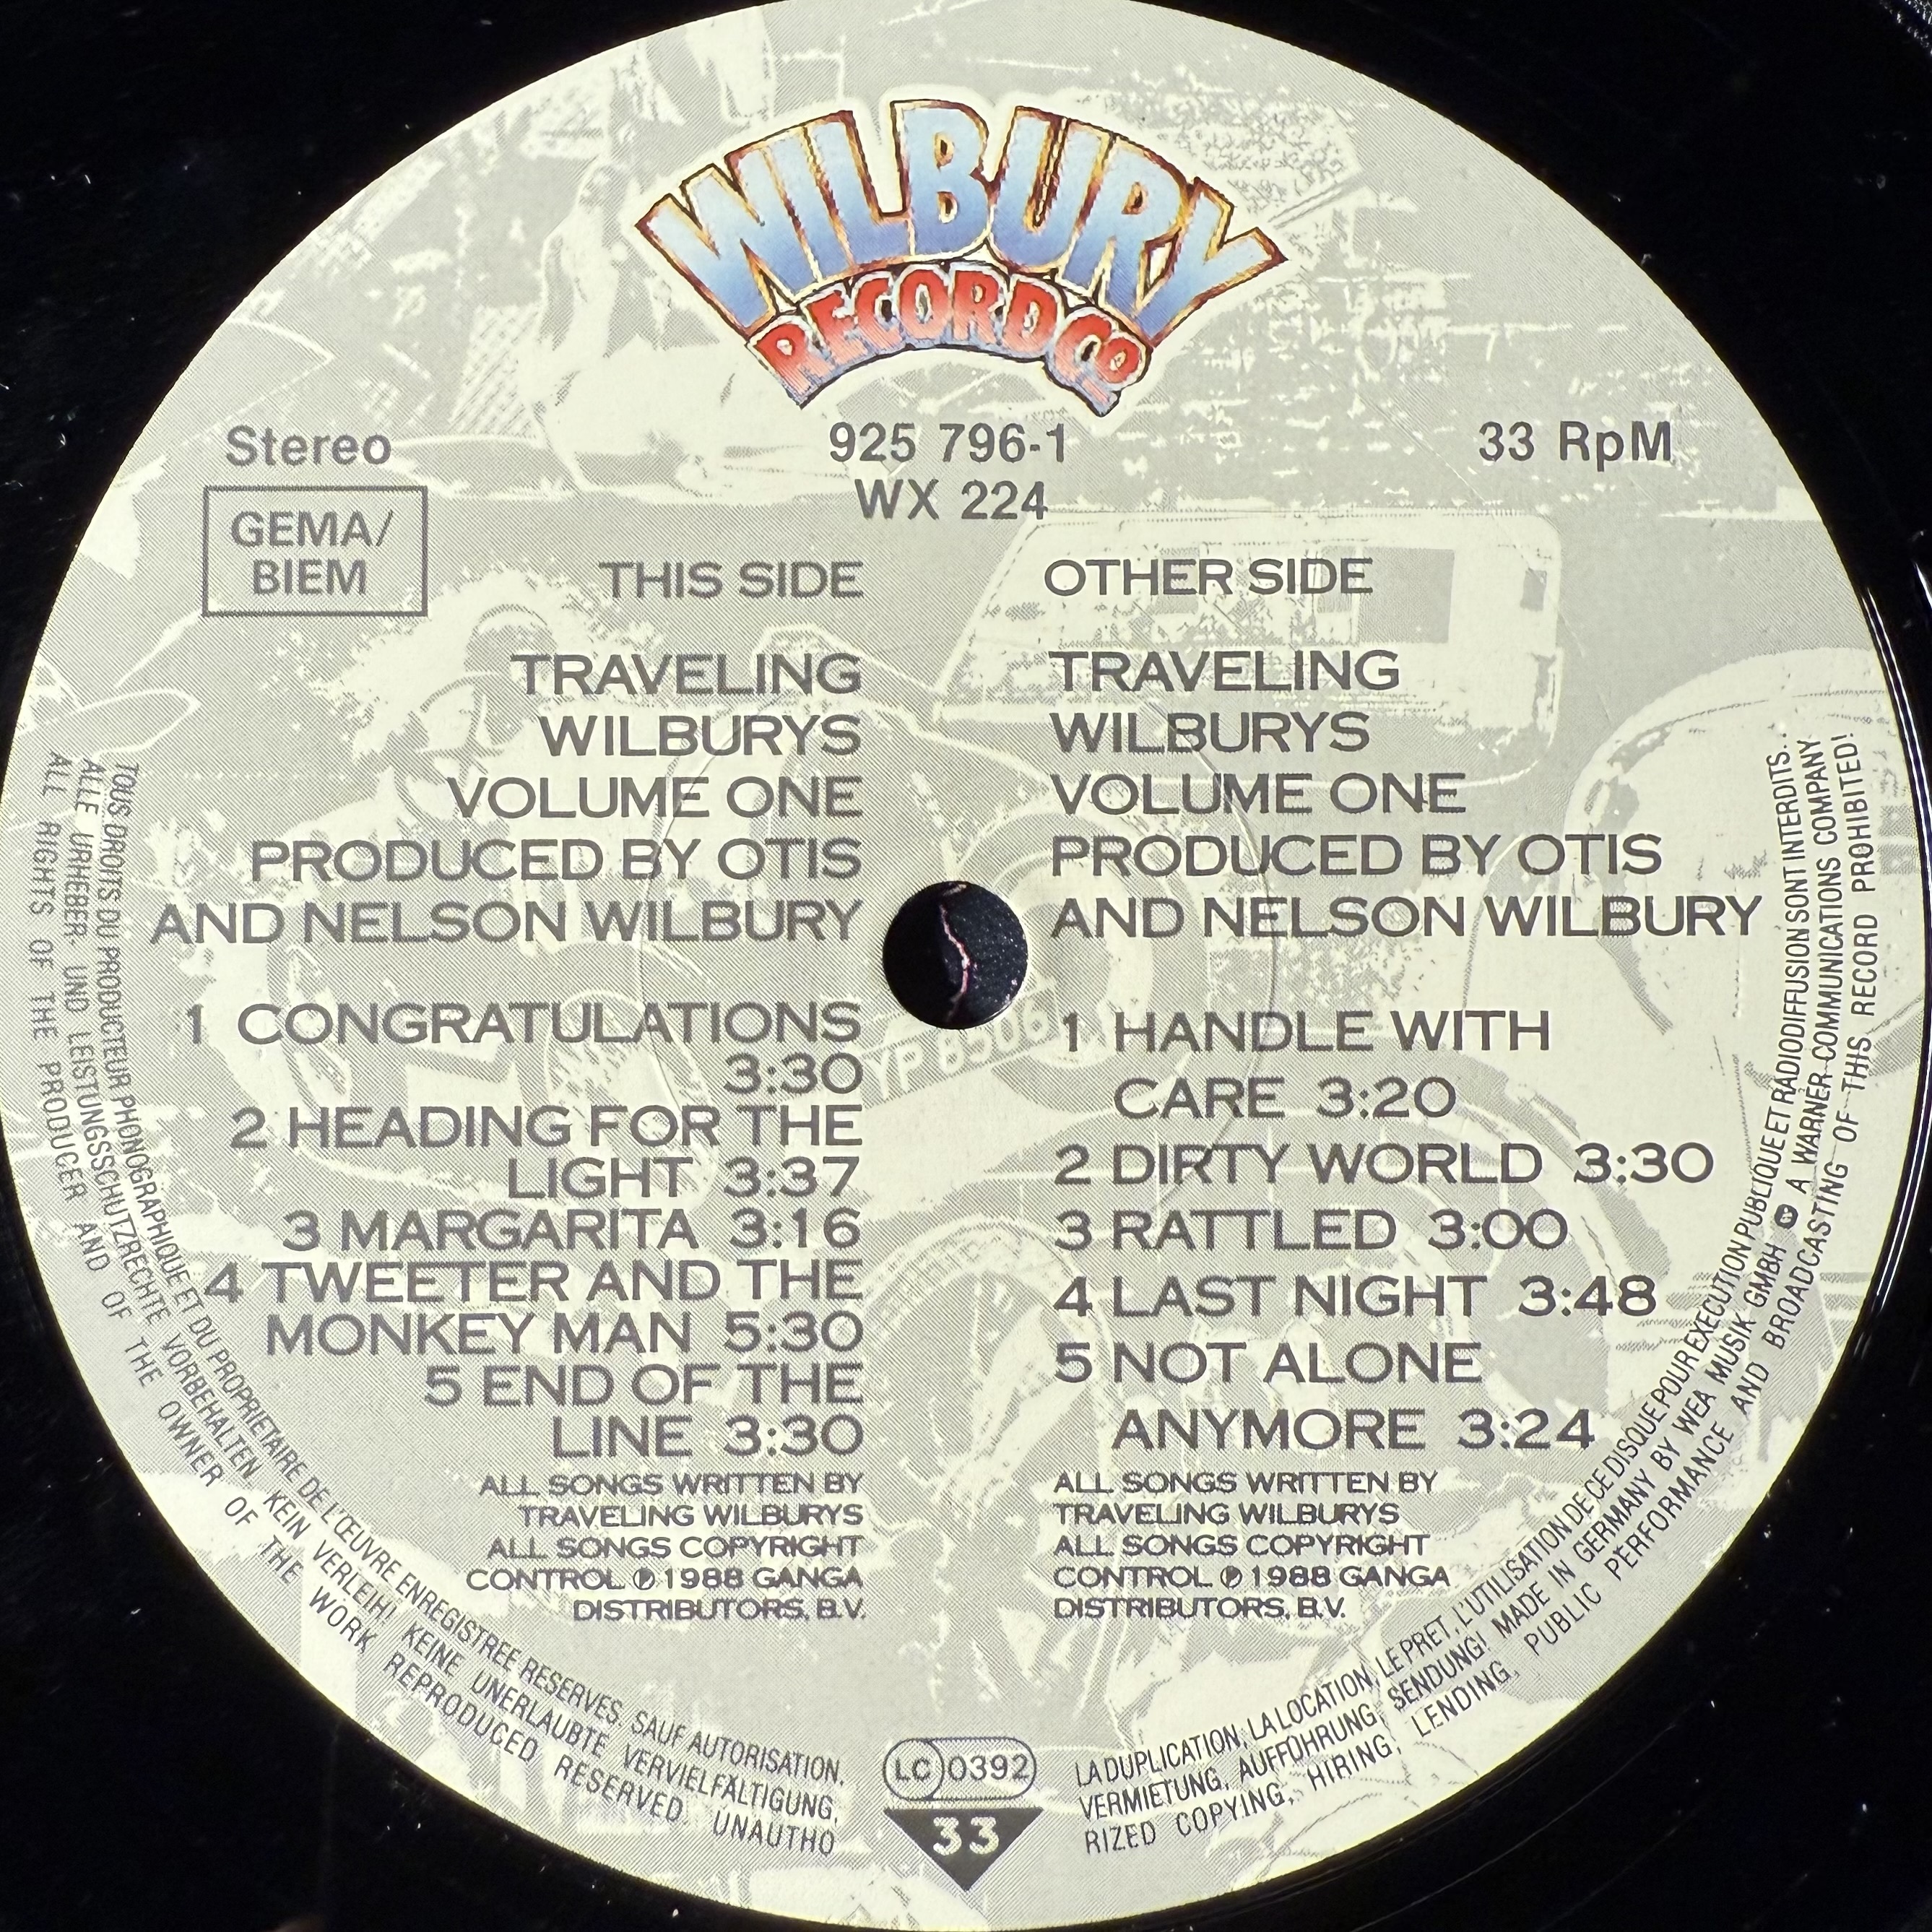 WILBURY
RECORD CO
Stereo
925 796-1
33 RpM
WX 224
GEMA/
BIEM
THIS SIDE
TRAVELING
WILBURYS
VOLUME ONE
PRODUCED BY OTIS
AND NELSON WILBURY
1 CONGRATULATIONS
3:30
2 HEADING FOR THE
LIGHT 3:37
3 MARGARITA 3:16
4 TWEETER AND THE
MONKEY MAN 5:30
5 END OF THE
LINE 3:30
ALL SONGS WRITTEN BY
TRAVELING WILBURYS
ALL SONGS COPYRIGHT
CONTROL ℗ 1988 GANGA
DISTRIBUTORS, B.V.
OTHER SIDE
TRAVELING
WILBURYS
VOLUME ONE
PRODUCED BY OTIS
AND NELSON WILBURY
1 HANDLE WITH
CARE 3:20
2 DIRTY WORLD 3:30
3 RATTLED 3:00
4 LAST NIGHT 3:48
5 NOT ALONE
ANYMORE 3:24
ALL SONGS WRITTEN BY
TRAVELING WILBURYS
ALL SONGS COPYRIGHT
CONTROL ℗ 1988 GANGA
DISTRIBUTORS, B.V.
TOUS DROITS DU PRODUCTEUR PHONOGRAPHIQUE ET DU PROPRIETAIRE DE L'ŒUVRE ENREGISTREE RESERVES. SAUF AUTORISATION, LA DUPLICATION, LA LOCATION, LE PRET, L'UTILISATION DE CE DISQUE POUR EXECUTION PUBLIQUE ET RADIODIFFUSION SONT INTERDITS..
ALLE URHEBER- UND LEISTUNGSSCHUTZRECHTE VORBEHALTEN KEIN VERLEIH! KEINE UNERLAUBTE VERVIELFÄLTIGUNG, VERMIETUNG, AUFFÜHRUNG, SENDUNG! MADE IN GERMANY BY WEA MUSIK GMBH A WARNER COMMUNICATIONS COMPANY
ALL RIGHTS OF THE PRODUCER AND OF THE OWNER OF THE WORK REPRODUCED RESERVED. UNAUTHORIZED COPYING, HIRING, LENDING, PUBLIC PERFORMANCE AND BROADCASTING OF THIS RECORD PROHIBITED!
LC 0392
33